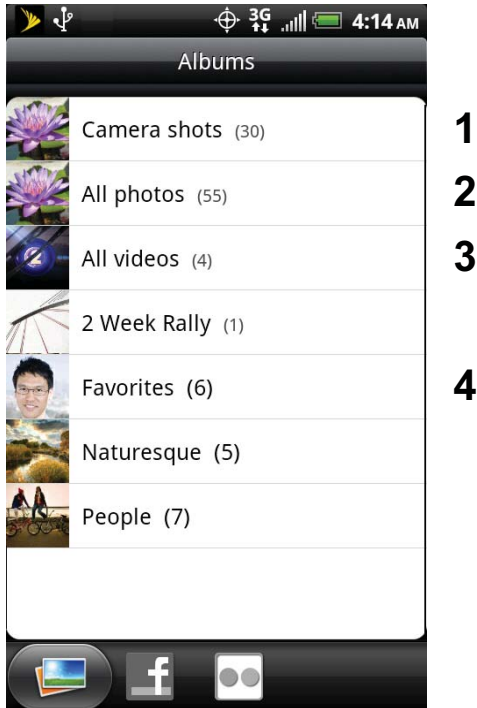 3G 4:14 AM
Albums
Camera shots (30) 1
All photos (55) 2
All videos (4) 3
2 Week Rally (1)
Favorites (6) 4
Naturesque (5)
People (7)
f